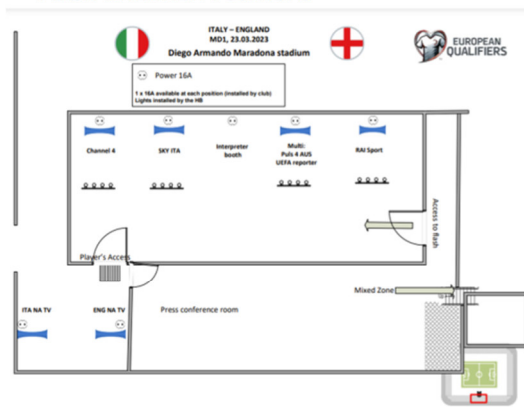 ITALY – ENGLAND
MD1, 23.03.2023
Diego Armando Maradona stadium
EUROPEAN
QUALIFIERS
Power 16A
1 x 16A available at each position (installed by club)
Lights installed by the HB
Channel 4
SKY ITA
Interpreter
booth
Multi:
Puls 4 AUS
UEFA reporter
RAI Sport
Access to flash
Player's Access
Mixed Zone
ITA NA TV
ENG NA TV
Press conference room